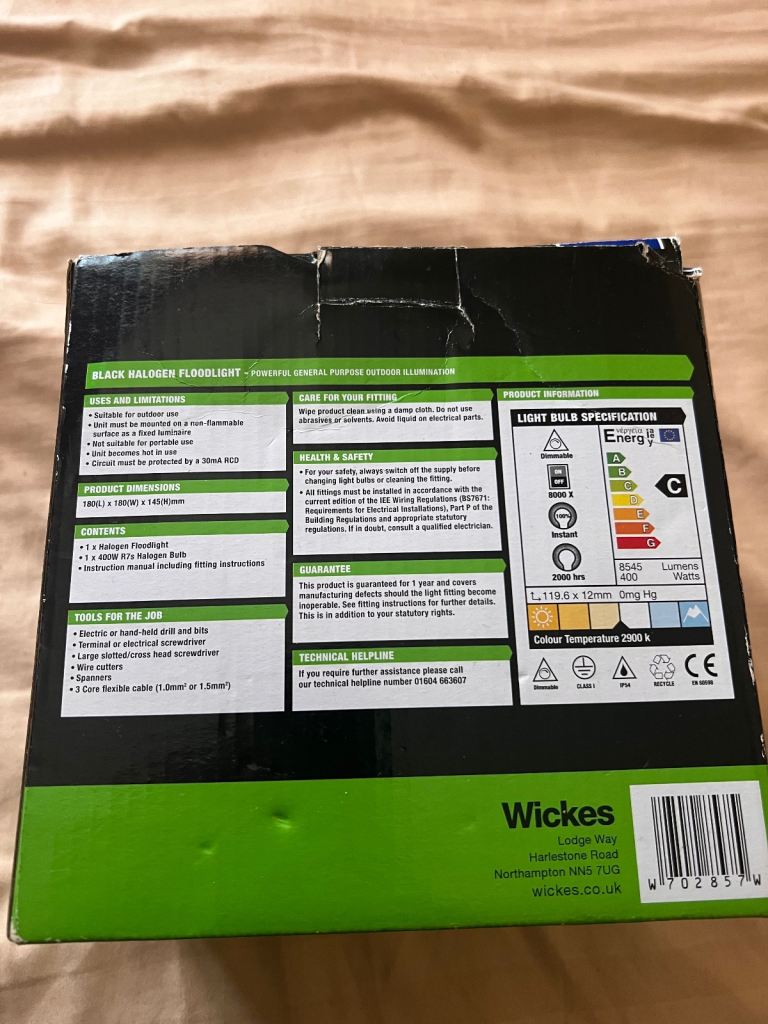 BLACK HALOGEN FLOODLIGHT – POWERFUL GENERAL PURPOSE OUTDOOR ILLUMINATION
USES AND LIMITATIONS
• Suitable for outdoor use
• Unit must be mounted on a non-flammable
surface as a fixed luminaire
• Not suitable for portable use
• Unit becomes hot in use
• Circuit must be protected by a 30mA RCD
PRODUCT DIMENSIONS
180(L) x 180(W) x 145(H)mm
CONTENTS
• 1 x Halogen Floodlight
• 1 x 400W R7s Halogen Bulb
• Instruction manual including fitting instructions
TOOLS FOR THE JOB
• Electric or hand-held drill and bits
• Terminal or electrical screwdriver
• Large slotted/cross head screwdriver
• Wire cutters
• Spanners
• 3 Core flexible cable (1.0mm² or 1.5mm²)
CARE FOR YOUR FITTING
Wipe product clean using a damp cloth. Do not use
abrasives or solvents. Avoid liquid on electrical parts.
HEALTH & SAFETY
• For your safety, always switch off the supply before
changing light bulbs or cleaning the fitting.
• All fittings must be installed in accordance with the
current edition of the IEE Wiring Regulations (BS7671:
Requirements for Electrical Installations), Part P of the
Building Regulations and appropriate statutory
regulations. If in doubt, consult a qualified electrician.
GUARANTEE
This product is guaranteed for 1 year and covers
manufacturing defects should the light fitting become
inoperable. See fitting instructions for further details.
This is in addition to your statutory rights.
TECHNICAL HELPLINE
If you require further assistance please call
our technical helpline number 01604 663607
PRODUCT INFORMATION
LIGHT BULB SPECIFICATION
Dimmable
ON
OFF
8000 X
100%
Instant
2000 hrs
Energ
A
B
C
D
E
F
G
C
8545 Lumens
400 Watts
119.6 x 12mm 0mg Hg
Colour Temperature 2900 k
Dimmable
CLASS I
IP54
RECYCLE
CE
EN 60598
Wickes
Lodge Way
Harlestone Road
Northampton NN5 7UG
wickes.co.uk
W702857W